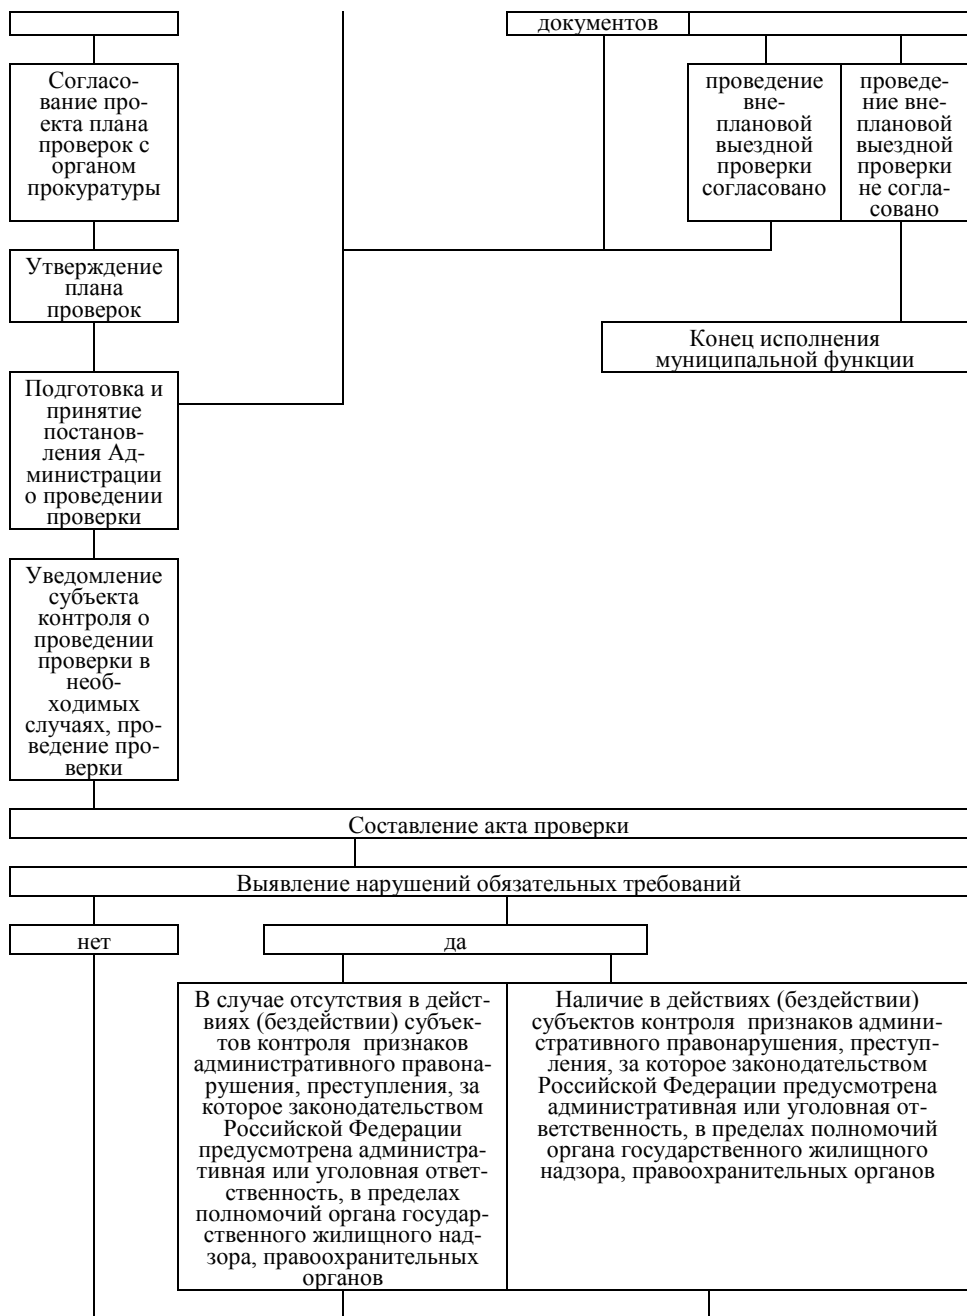 документов
Согласо-
вание про-
екта плана
проверок с
органом
прокуратуры
проведение
вне-
плановой
выездной
проверки
согласовано
проведе-
ние вне-
плановой
выездной
проверки
не согла-
совано
Утверждение
плана
проверок
Конец исполнения
муниципальной функции
Подготовка и
принятие
постанов-
ления Ад-
министрации
о проведении
проверки
Уведомление
субъекта
контроля о
проведении
проверки в
необ-
ходимых
случаях, про-
ведение про-
верки
Составление акта проверки
Выявление нарушений обязательных требований
нет
да
В случае отсутствия в дейст-
виях (бездействии) субъек-
тов контроля признаков
административного правона-
рушения, преступления, за
которое законодательством
Российской Федерации
предусмотрена администра-
тивная или уголовная ответ-
ственность, в пределах
полномочий органа государ-
ственного жилищного над-
зора, правоохранительных
органов
Наличие в действиях (бездействии)
субъектов контроля признаков админи-
стративного правонарушения, преступ-
ления, за которое законодательством
Российской Федерации предусмотрена
административная или уголовная от-
ветственность, в пределах полномочий
органа государственного жилищного
надзора, правоохранительных органов